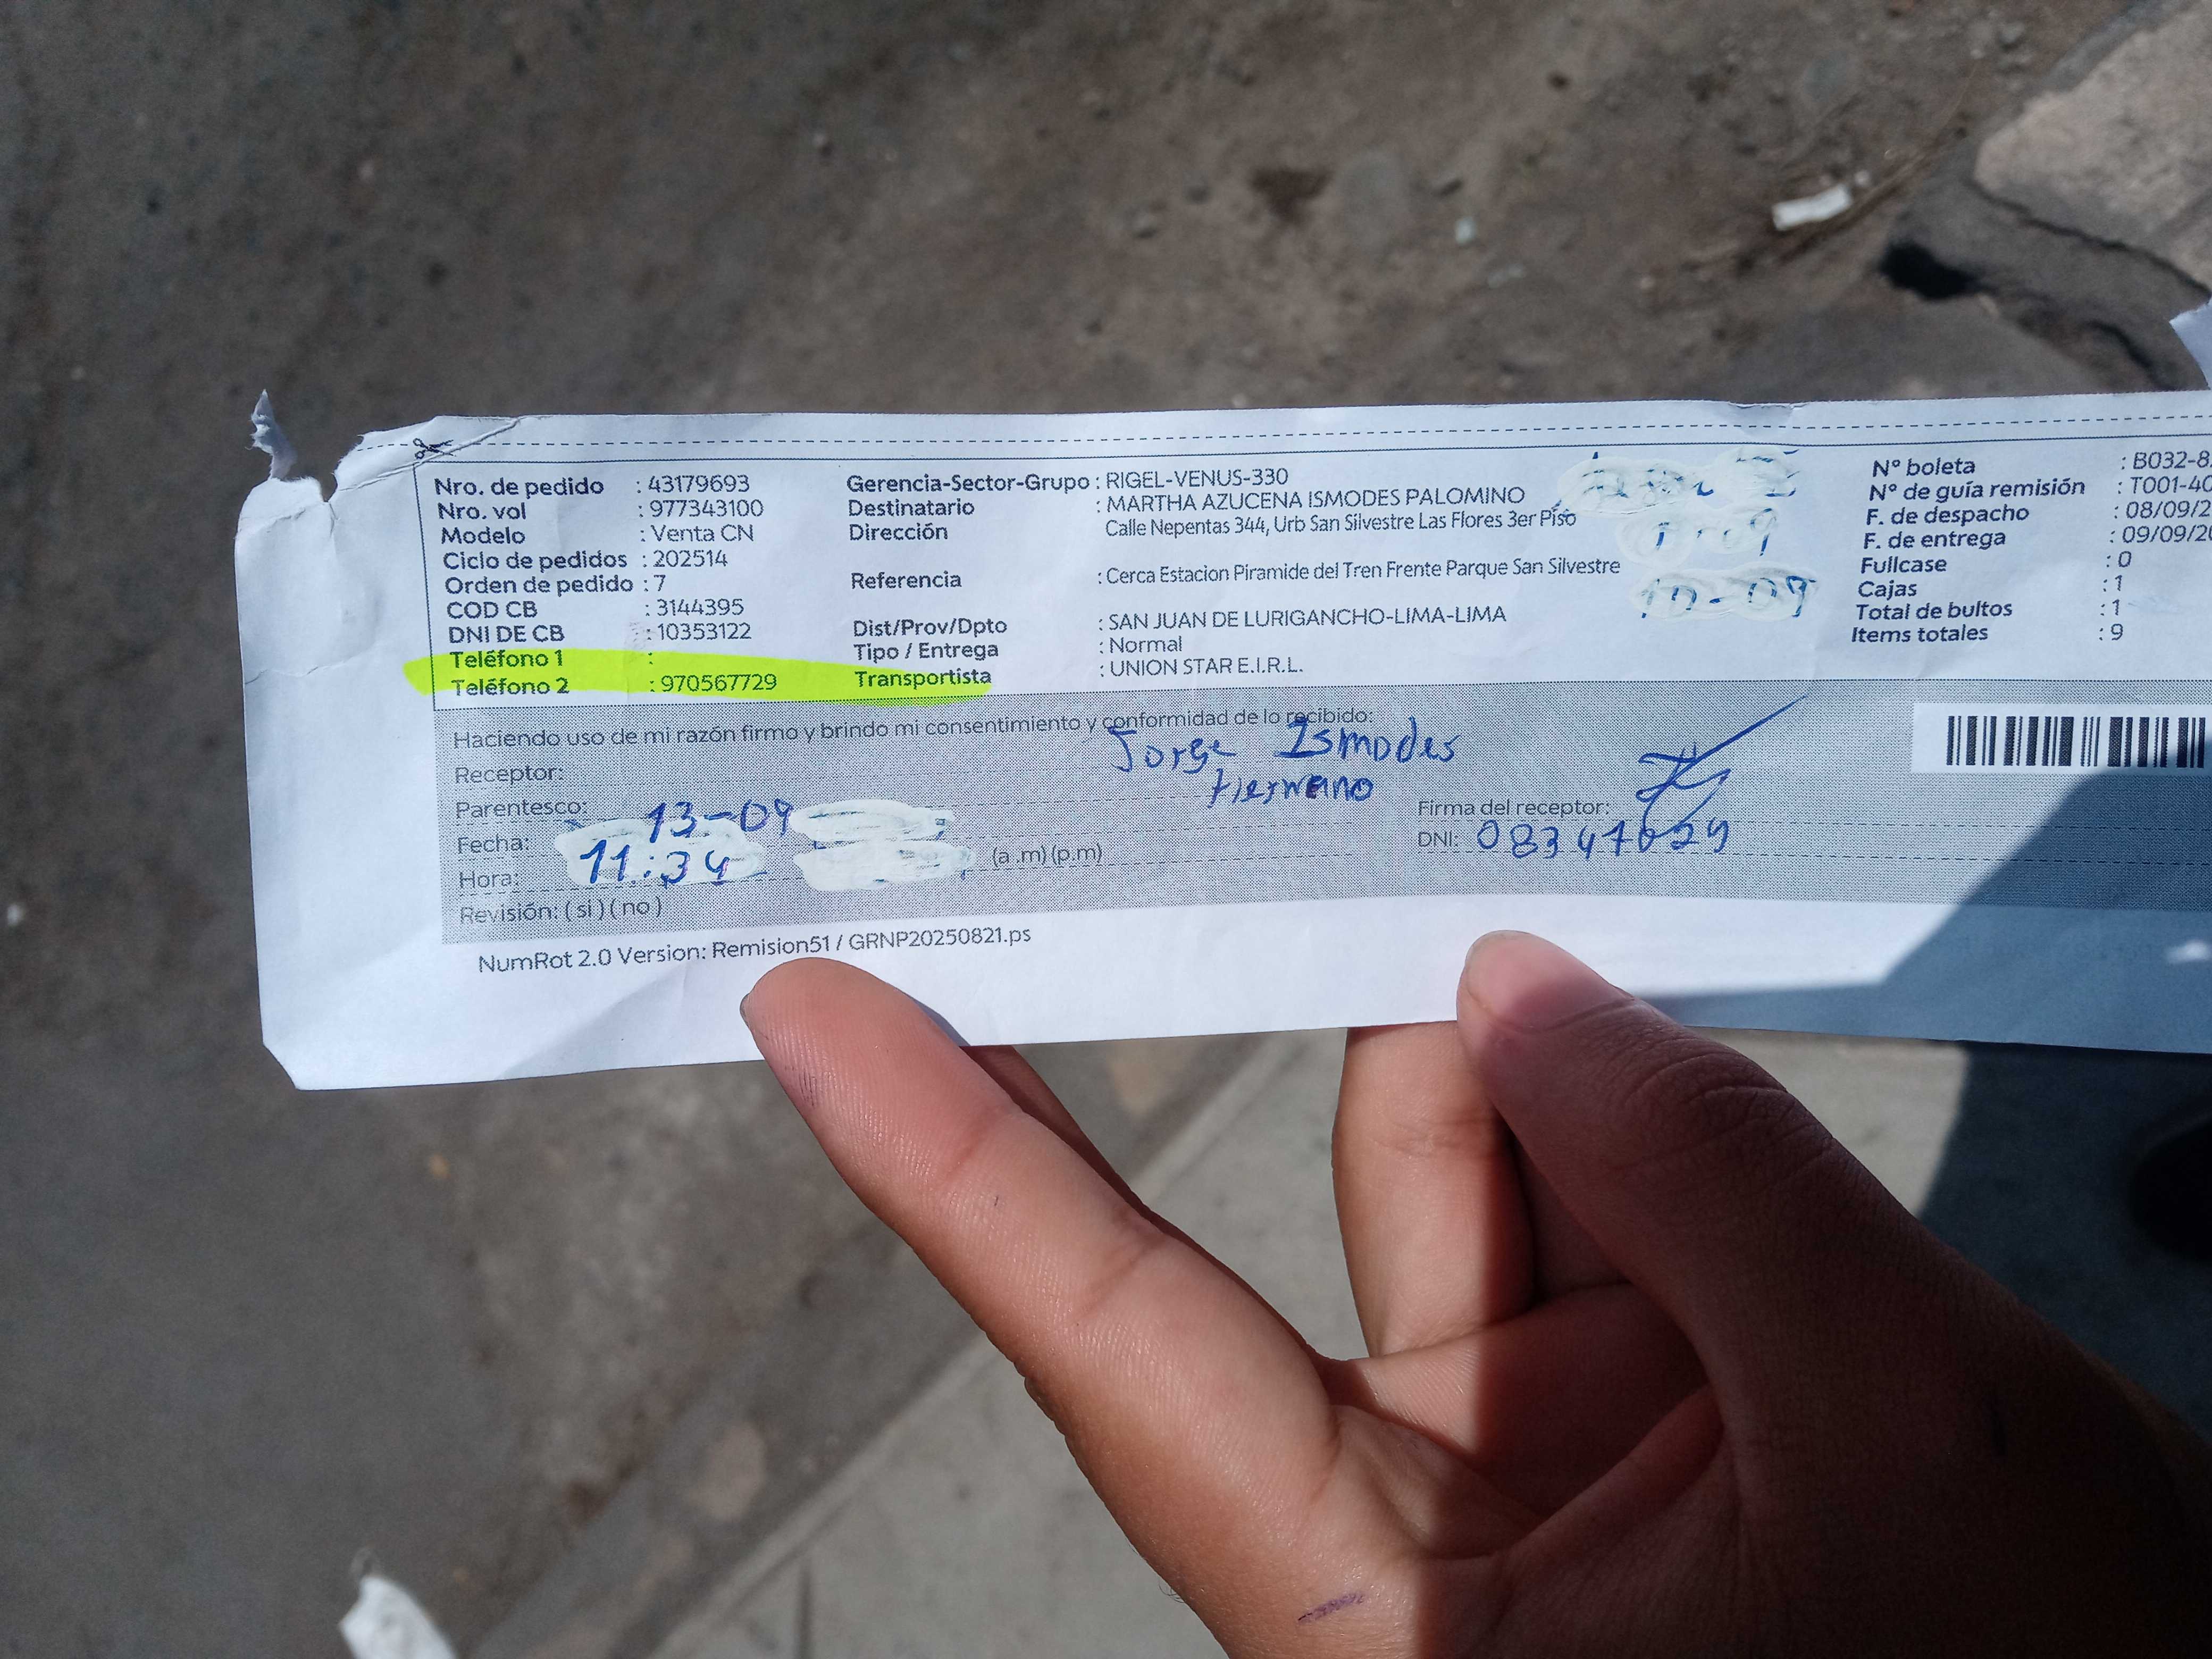 Nro. de pedido : 43179693
Nro. vol : 977343100
Modelo : Venta CN
Ciclo de pedidos : 202514
Orden de pedido : 7
COD CB : 3144395
DNI DE CB : 10353122
Teléfono 1 :
Teléfono 2 : 970567729
Gerencia-Sector-Grupo : RIGEL-VENUS-330
Destinatario : MARTHA AZUCENA ISMODES PALOMINO
Dirección Calle Nepentas 344, Urb San Silvestre Las Flores 3er Piso
Referencia : Cerca Estacion Piramide del Tren Frente Parque San Silvestre
Dist/Prov/Dpto : SAN JUAN DE LURIGANCHO-LIMA-LIMA
Tipo / Entrega : Normal
Transportista : UNION STAR E.I.R.L.
10-09
Nº boleta : B032-8
Nº de guía remisión : T001-40
F. de despacho : 08/09/2
F. de entrega : 09/09/20
Fullcase : 0
Cajas : 1
Total de bultos : 1
Items totales : 9
Haciendo uso de mi razón firmo y brindo mi consentimiento y conformidad de lo recibido:
Receptor: Jorge Ismodes
Parentesco: Hermano
Fecha: 13-09
Hora: 11:34 (a .m) (p.m)
Revisión: ( si ) ( no )
Firma del receptor:
DNI: 08347029
NumRot 2.0 Version: Remision51 / GRNP20250821.ps